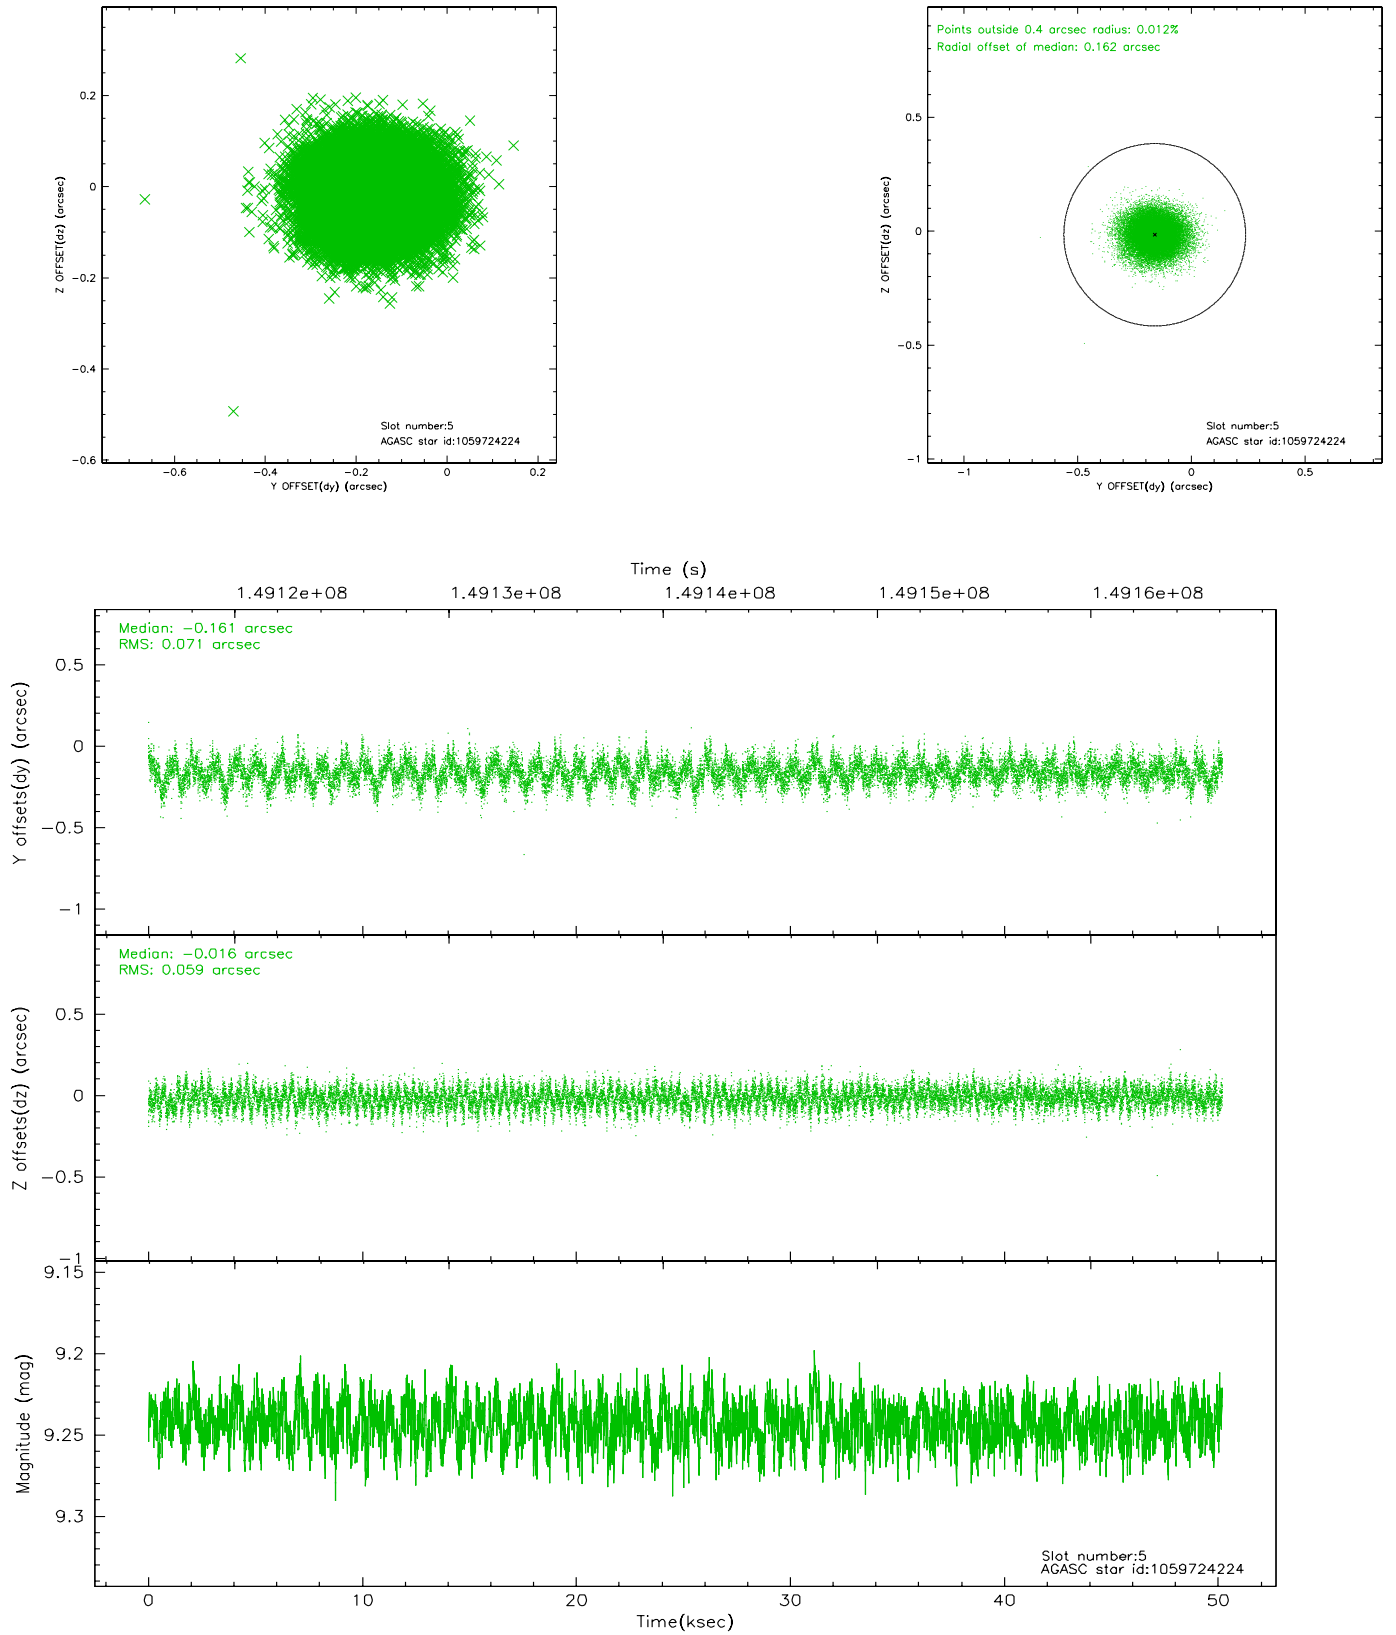 0.2
0
−0.2
−0.4
−0.6
Z OFFSET(dz) (arcsec)
Slot number:5
AGASC star id:1059724224
−0.6 −0.4 −0.2 0 0.2
Y OFFSET(dy) (arcsec)
Points outside 0.4 arcsec radius: 0.012%
Radial offset of median: 0.162 arcsec
0.5
0
−0.5
−1
Z OFFSET(dz) (arcsec)
Slot number:5
AGASC star id:1059724224
−1 −0.5 0 0.5
Y OFFSET(dy) (arcsec)
Time (s)
1.4912e+08 1.4913e+08 1.4914e+08 1.4915e+08 1.4916e+08
Median: −0.161 arcsec
RMS: 0.071 arcsec
0.5
0
−0.5
−1
Y offsets(dy) (arcsec)
Median: −0.016 arcsec
RMS: 0.059 arcsec
0.5
0
−0.5
−1
Z offsets(dz) (arcsec)
9.15
9.2
9.25
9.3
Magnitude (mag)
Slot number:5
AGASC star id:1059724224
0 10 20 30 40 50
Time(ksec)